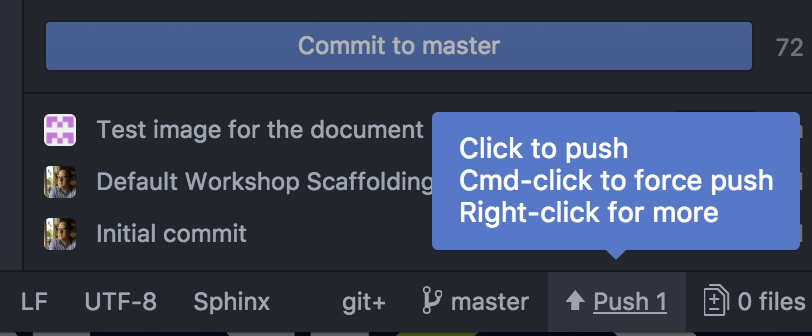 Commit to master
72
Test image for the document
Default Workshop Scaffolding
Initial commit
Click to push
Cmd-click to force push
Right-click for more
LF UTF-8 Sphinx git+ master Push 1 0 files